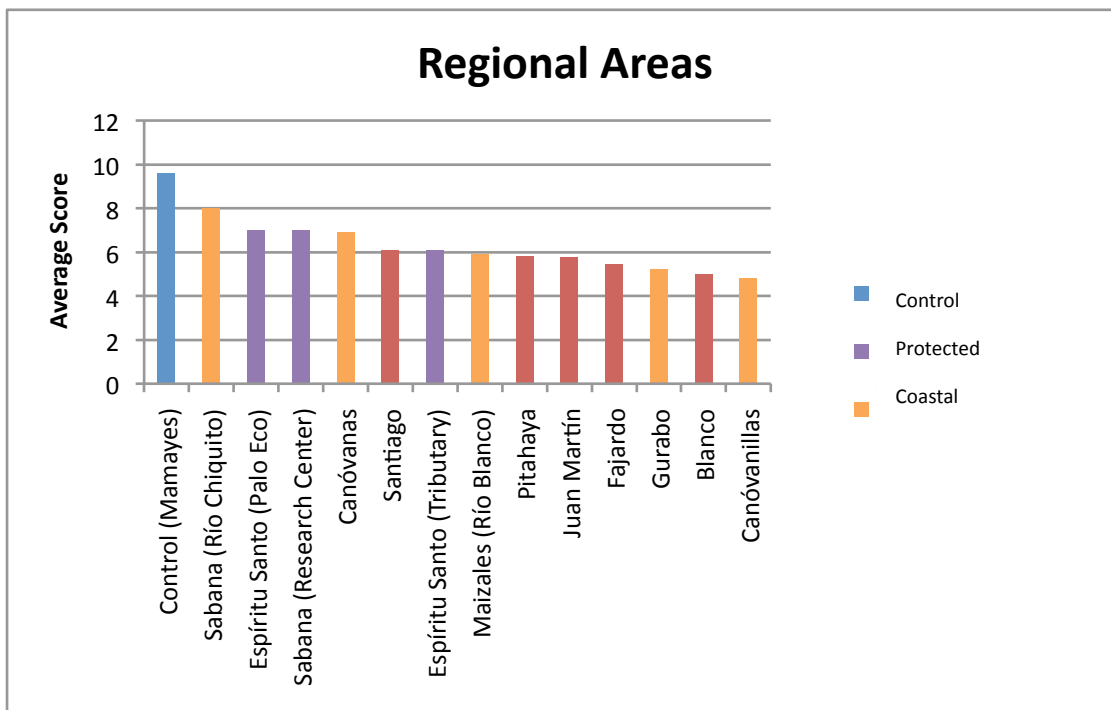 Regional Areas
Average Score
12
10
8
6
4
2
0
Control (Mamayes)
Sabana (Río Chiquito)
Espíritu Santo (Palo Eco)
Sabana (Research Center)
Canóvanas
Santiago
Espíritu Santo (Tributary)
Maizales (Río Blanco)
Pitahaya
Juan Martín
Fajardo
Gurabo
Blanco
Canóvanillas
Control
Protected
Coastal